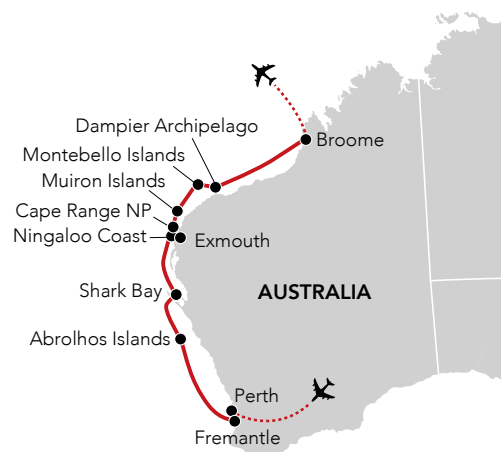 Dampier Archipelago
Broome
Montebello Islands
Muiron Islands
Cape Range NP
Ningaloo Coast
Exmouth
Shark Bay
AUSTRALIA
Abrolhos Islands
Perth
Fremantle